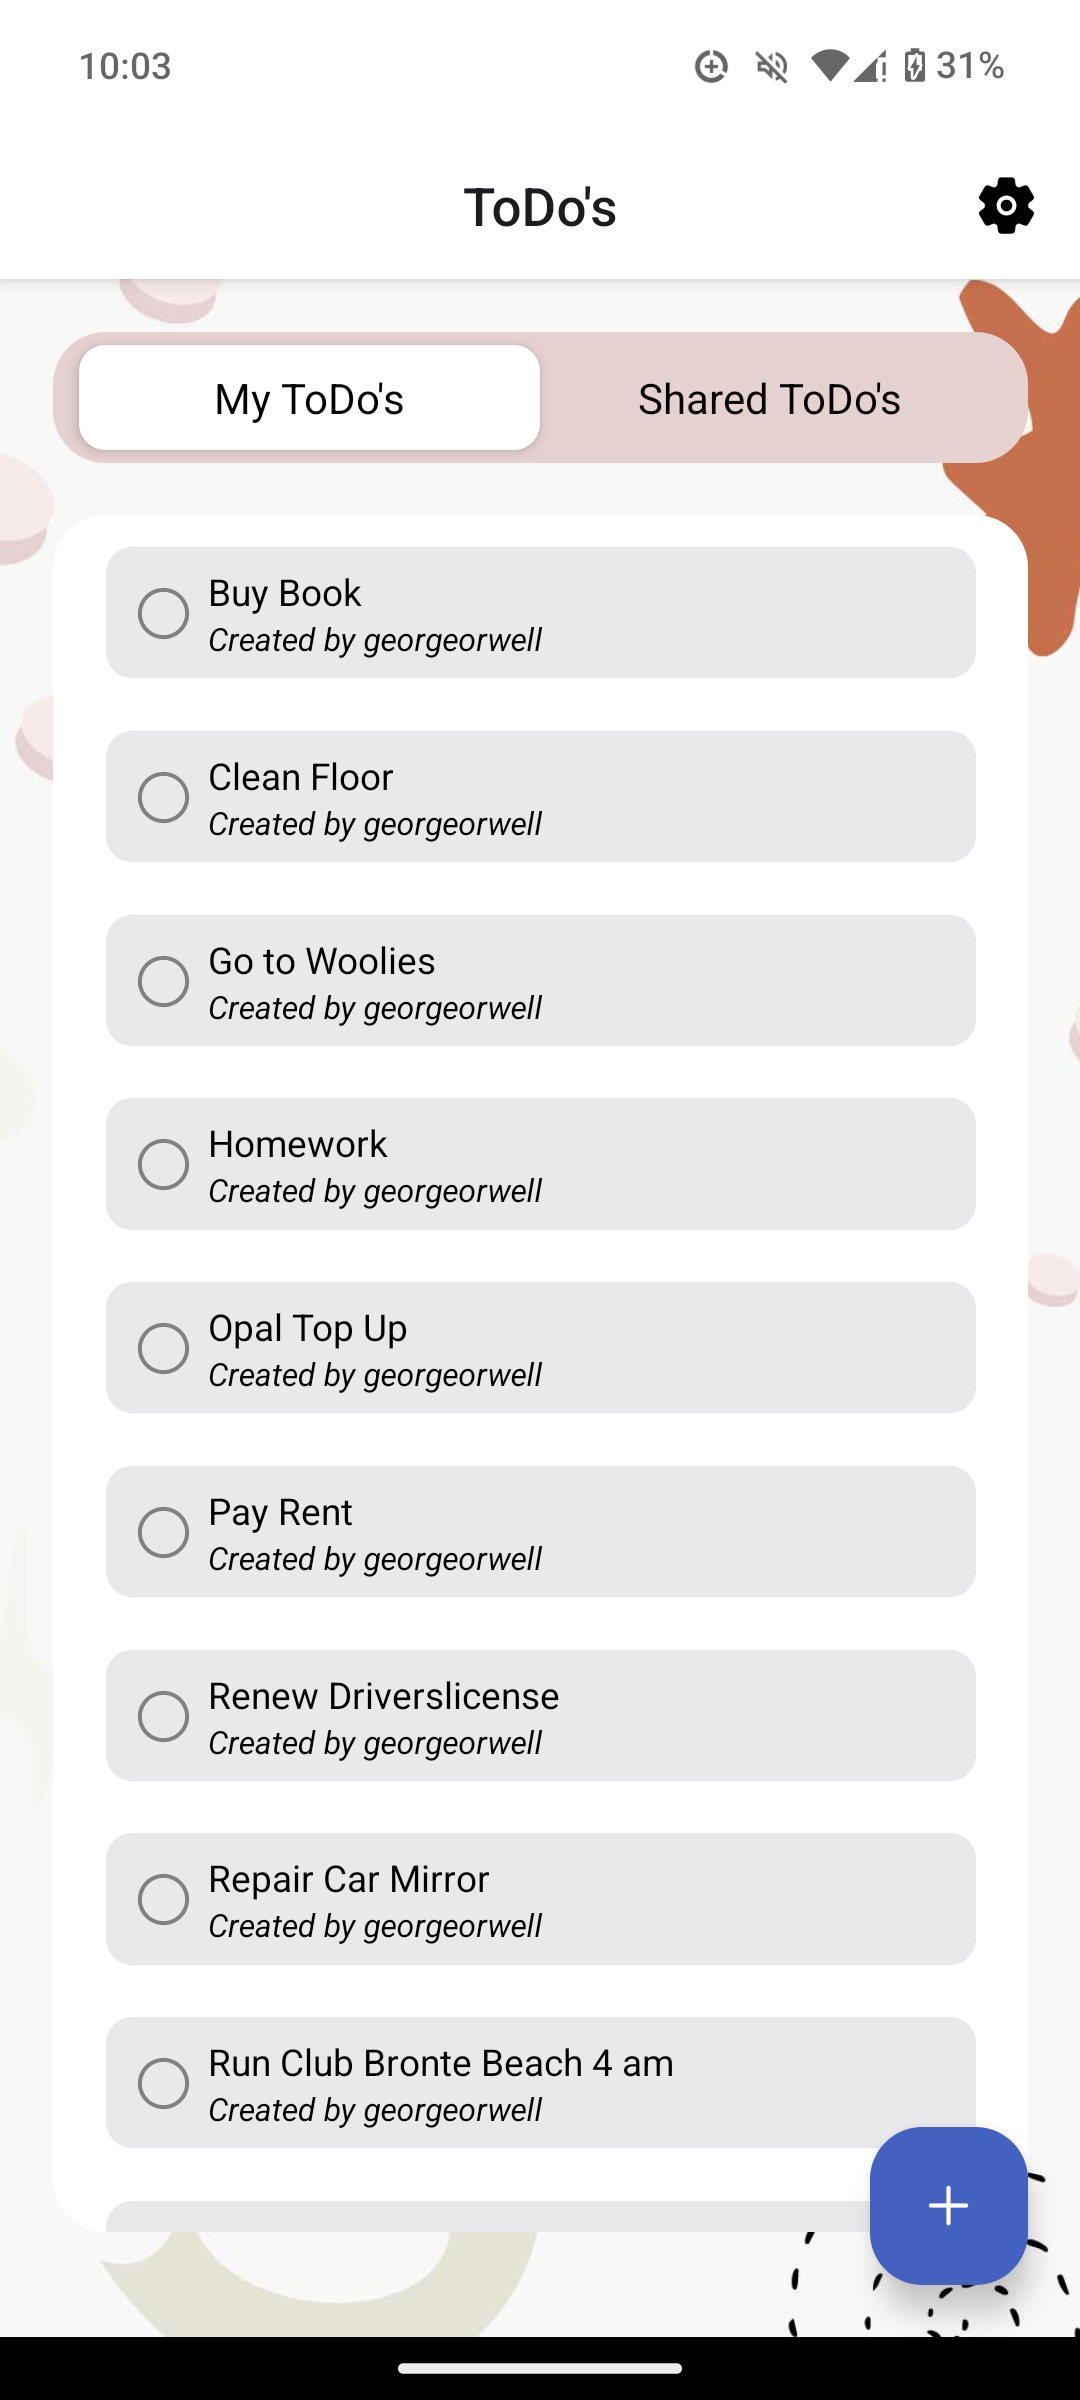 10:03
31%
ToDo's
My ToDo's
Shared ToDo's
Buy Book
Created by georgeorwell
Clean Floor
Created by georgeorwell
Go to Woolies
Created by georgeorwell
Homework
Created by georgeorwell
Opal Top Up
Created by georgeorwell
Pay Rent
Created by georgeorwell
Renew Driverslicense
Created by georgeorwell
Repair Car Mirror
Created by georgeorwell
Run Club Bronte Beach 4 am
Created by georgeorwell